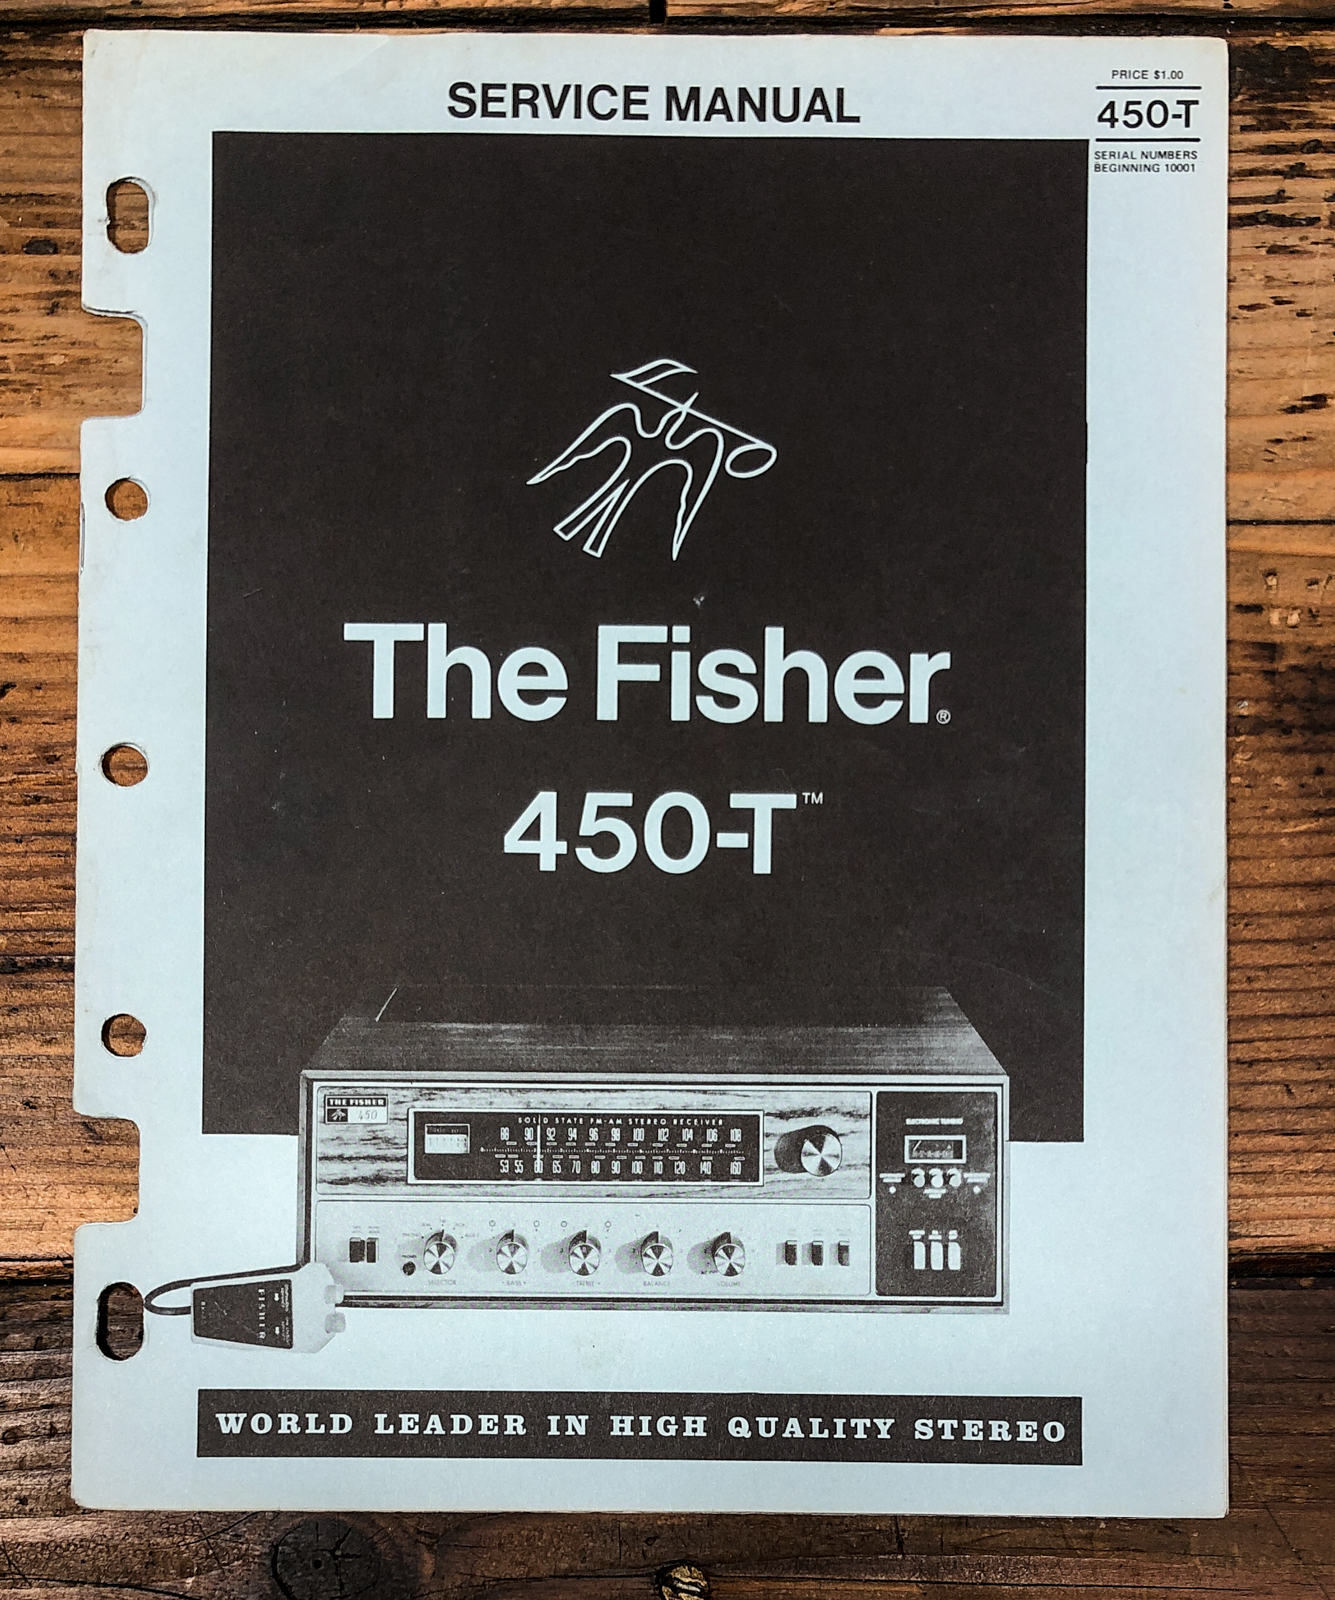 SERVICE MANUAL
PRICE $1.00
450-T
SERIAL NUMBERS
BEGINNING 10001
The Fisher®
450-T™
THE FISHER
450
SOLID STATE FM-AM STEREO RECEIVER
88 90 92 94 96 98 100 102 104 106 108
53 55 60 65 70 80 90 100 110 120 140 160
ELECTRONIC TUNING
SELECTOR
BASS
TREBLE
BALANCE
VOLUME
FISHER
WORLD LEADER IN HIGH QUALITY STEREO